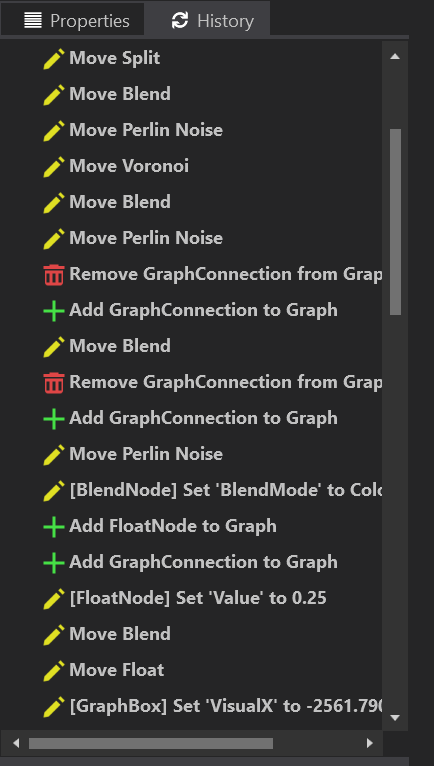 Properties
History
Move Split
Move Blend
Move Perlin Noise
Move Voronoi
Move Blend
Move Perlin Noise
Remove GraphConnection from Grap
Add GraphConnection to Graph
Move Blend
Remove GraphConnection from Grap
Add GraphConnection to Graph
Move Perlin Noise
[BlendNode] Set 'BlendMode' to Colo
Add FloatNode to Graph
Add GraphConnection to Graph
[FloatNode] Set 'Value' to 0.25
Move Blend
Move Float
[GraphBox] Set 'VisualX' to -2561.790